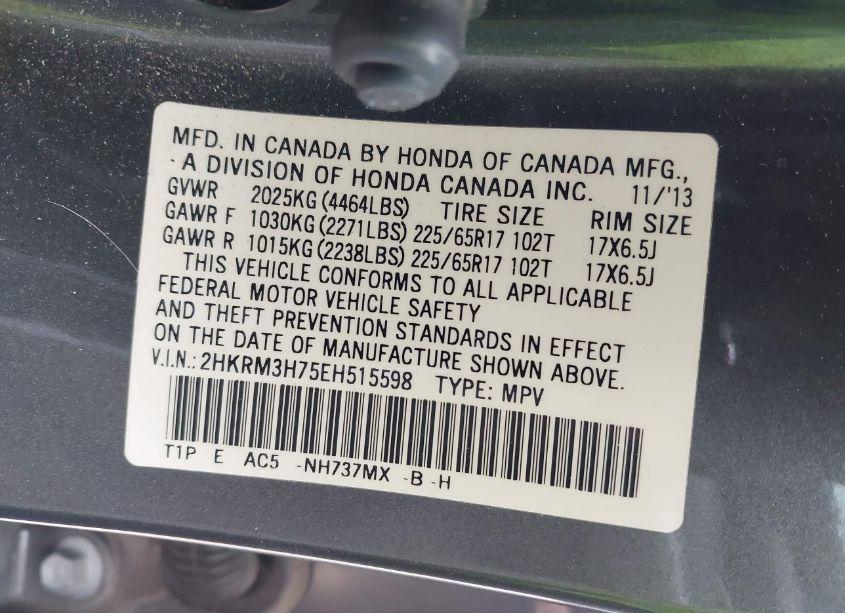 MFD. IN CANADA BY HONDA OF CANADA MFG.,
A DIVISION OF HONDA CANADA INC. 11/'13
GVWR 2025KG (4464LBS) TIRE SIZE RIM SIZE
GAWR F 1030KG (2271LBS) 225/65R17 102T 17X6.5J
GAWR R 1015KG (2238LBS) 225/65R17 102T 17X6.5J
THIS VEHICLE CONFORMS TO ALL APPLICABLE
FEDERAL MOTOR VEHICLE SAFETY
AND THEFT PREVENTION STANDARDS IN EFFECT
ON THE DATE OF MANUFACTURE SHOWN ABOVE.
V.I.N.: 2HKRM3H75EH515598 TYPE: MPV
T1P E AC5 -NH737MX -B -H